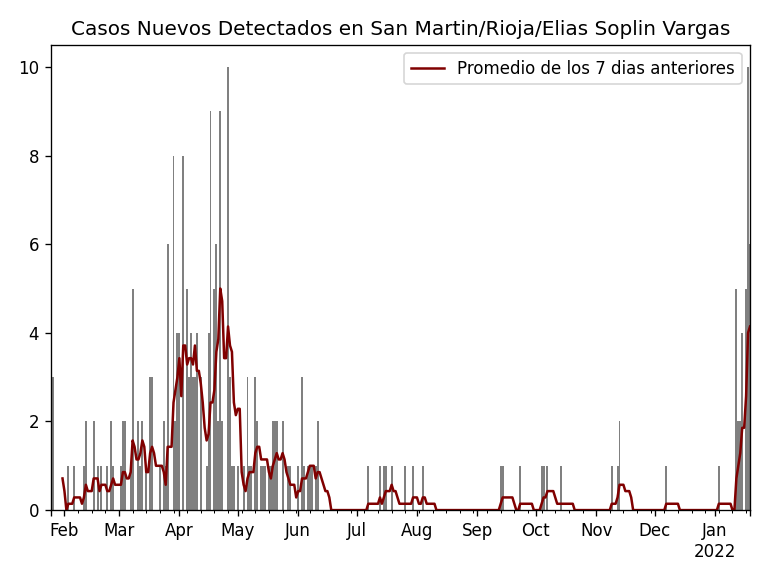 Casos Nuevos Detectados en San Martin/Rioja/Elias Soplin Vargas
Promedio de los 7 dias anteriores
10
8
6
4
2
0
Feb Mar Apr May Jun Jul Aug Sep Oct Nov Dec Jan
2022